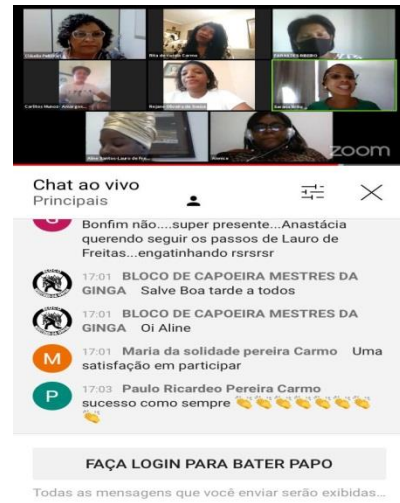 zoom
Chat ao vivo
Principais
Bonfim não....super presente...Anastácia
querendo seguir os passos de Lauro de
Freitas...engatinhando rsrsrsr
17:01 BLOCO DE CAPOEIRA MESTRES DA
GINGA Salve Boa tarde a todos
17:01 BLOCO DE CAPOEIRA MESTRES DA
GINGA Oi Aline
M 17:01 Maria da solidade pereira Carmo Uma
satisfação em participar
P 17:03 Paulo Ricardeo Pereira Carmo
sucesso como sempre 👏👏👏👏👏👏👏
👏
FAÇA LOGIN PARA BATER PAPO
Todas as mensagens que você enviar serão exibidas...